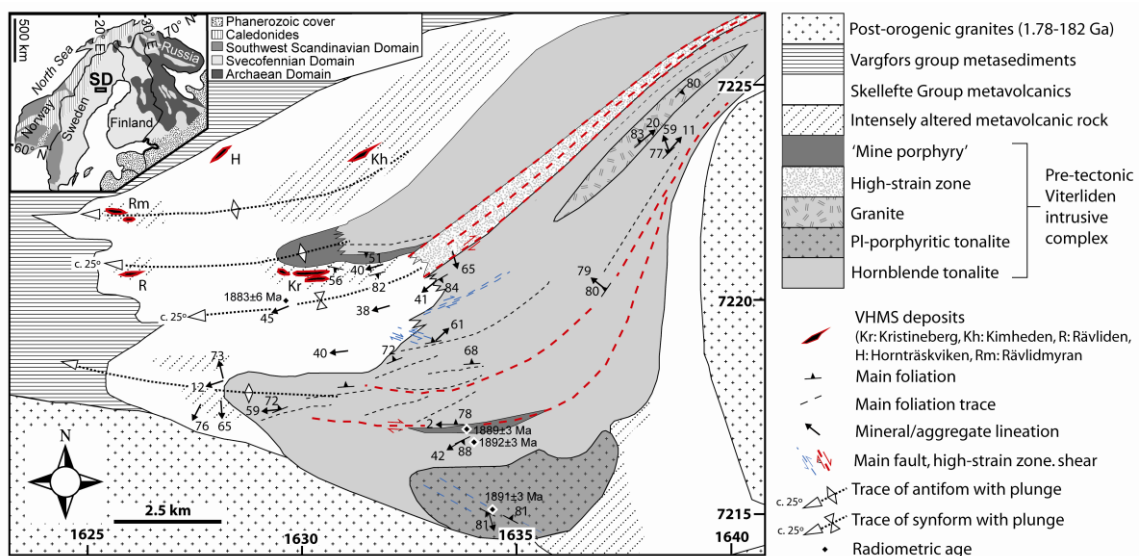 500 km
20°E
30°E
70°
North Sea
Norway
Sweden
Finland
Russia
SD
60° N
Phanerozoic cover
Caledonides
Southwest Scandinavian Domain
Svecofennian Domain
Archaean Domain
H
Kh
Rm
c. 25°
R
Kr
1883±6 Ma
c. 25°
45
51
40
56
82
38
40
41
84
65
61
72
68
80
20
83
59
11
77
79
80
73
12
76
65
59
72
2
78
1889±3 Ma
1892±3 Ma
42
88
1891±3 Ma
81
81
7225
7220
7215
N
2.5 km
1625
1630
1635
1640
Post-orogenic granites (1.78-182 Ga)
Vargfors group metasediments
Skellefte Group metavolcanics
Intensely altered metavolcanic rock
'Mine porphyry'
High-strain zone
Granite
Pl-porphyritic tonalite
Hornblende tonalite
Pre-tectonic
Viterliden
intrusive
complex
VHMS deposits
(Kr: Kristineberg, Kh: Kimheden, R: Rävliden,
H: Hornträskviken, Rm: Rävlidmyran)
Main foliation
Main foliation trace
Mineral/aggregate lineation
Main fault, high-strain zone. shear
c. 25°
Trace of antifom with plunge
c. 25°
Trace of synform with plunge
Radiometric age